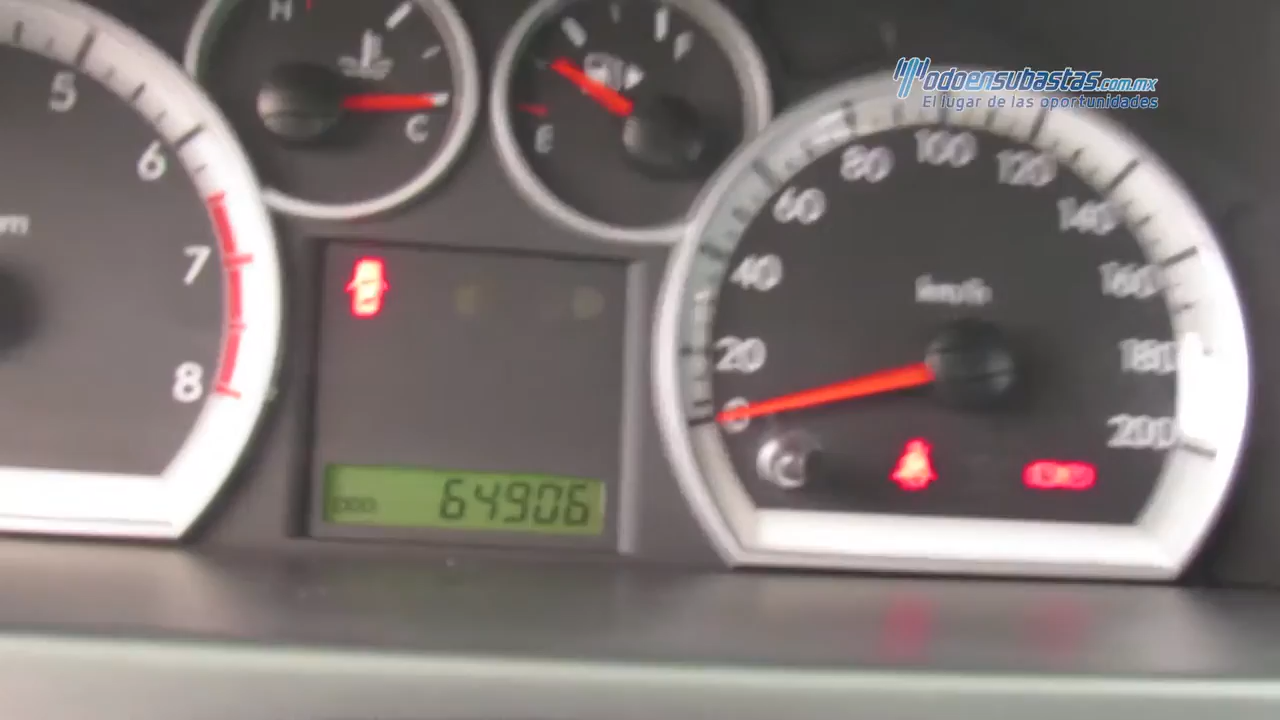 Todoensubastas.com.mx
El lugar de las oportunidades
H
C
F
E
5
6
7
8
0
20
40
60
80
100
120
140
160
180
200
km/h
64906